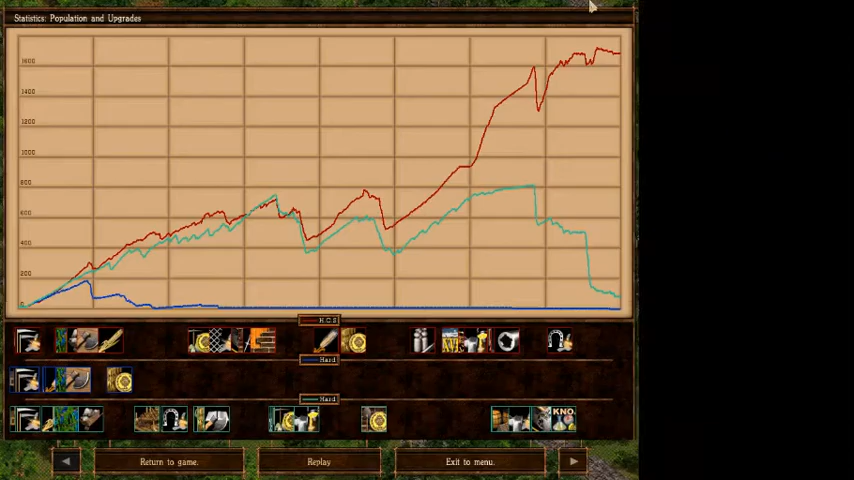 Statistics: Population and Upgrades
1600
1400
1200
1000
800
600
400
200
0
H.O.S
Hard
Hard
KNO
Return to game.
Replay
Exit to menu.